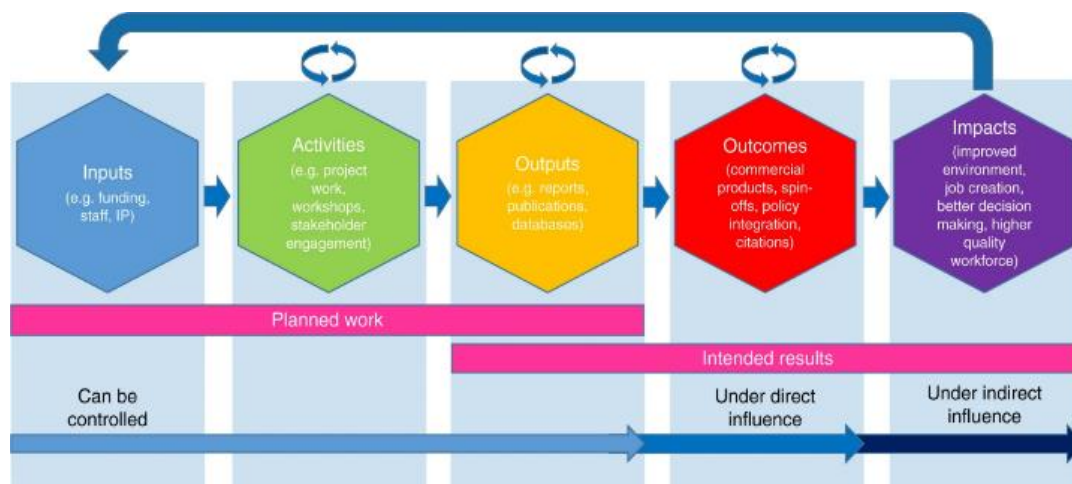 Inputs
(e.g. funding,
staff, IP)
Activities
(e.g. project
work,
workshops,
stakeholder
engagement)
Outputs
(e.g. reports,
publications,
databases)
Outcomes
(commercial
products, spin-
offs, policy
integration,
citations)
Impacts
(improved
environment,
job creation,
better decision
making, higher
quality
workforce)
Planned work
Intended results
Can be
controlled
Under direct
influence
Under indirect
influence